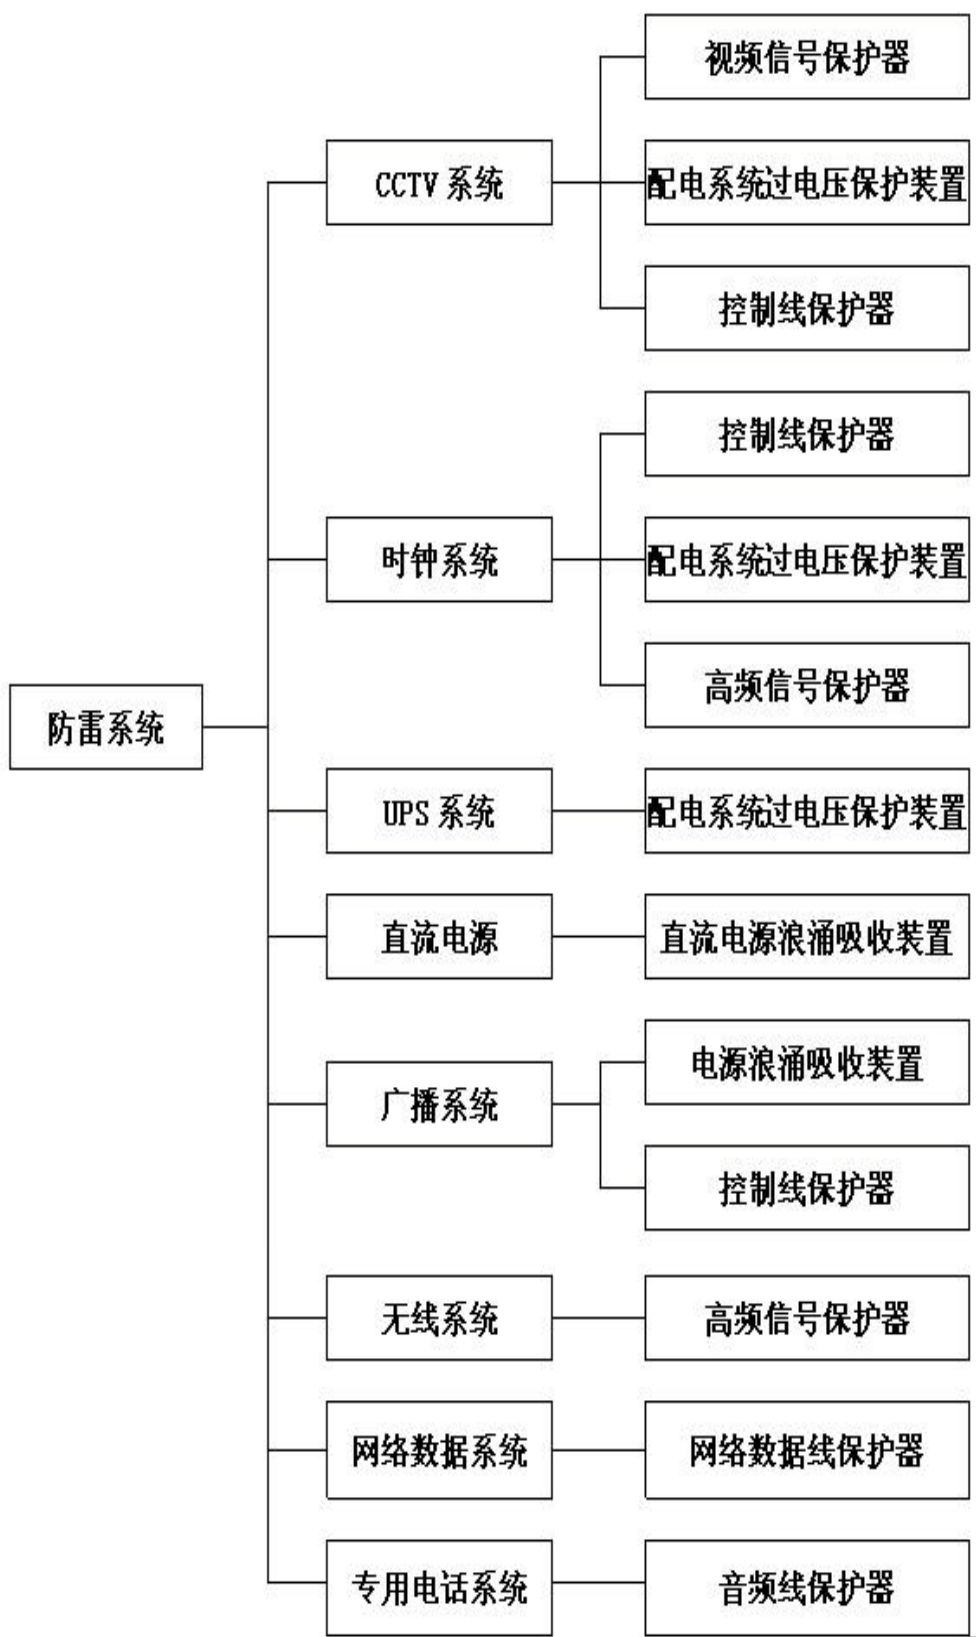 防雷系统
CCTV 系统
视频信号保护器
配电系统过电压保护装置
控制线保护器
时钟系统
控制线保护器
配电系统过电压保护装置
高频信号保护器
UPS 系统
配电系统过电压保护装置
直流电源
直流电源浪涌吸收装置
广播系统
电源浪涌吸收装置
控制线保护器
无线系统
高频信号保护器
网络数据系统
网络数据线保护器
专用电话系统
音频线保护器